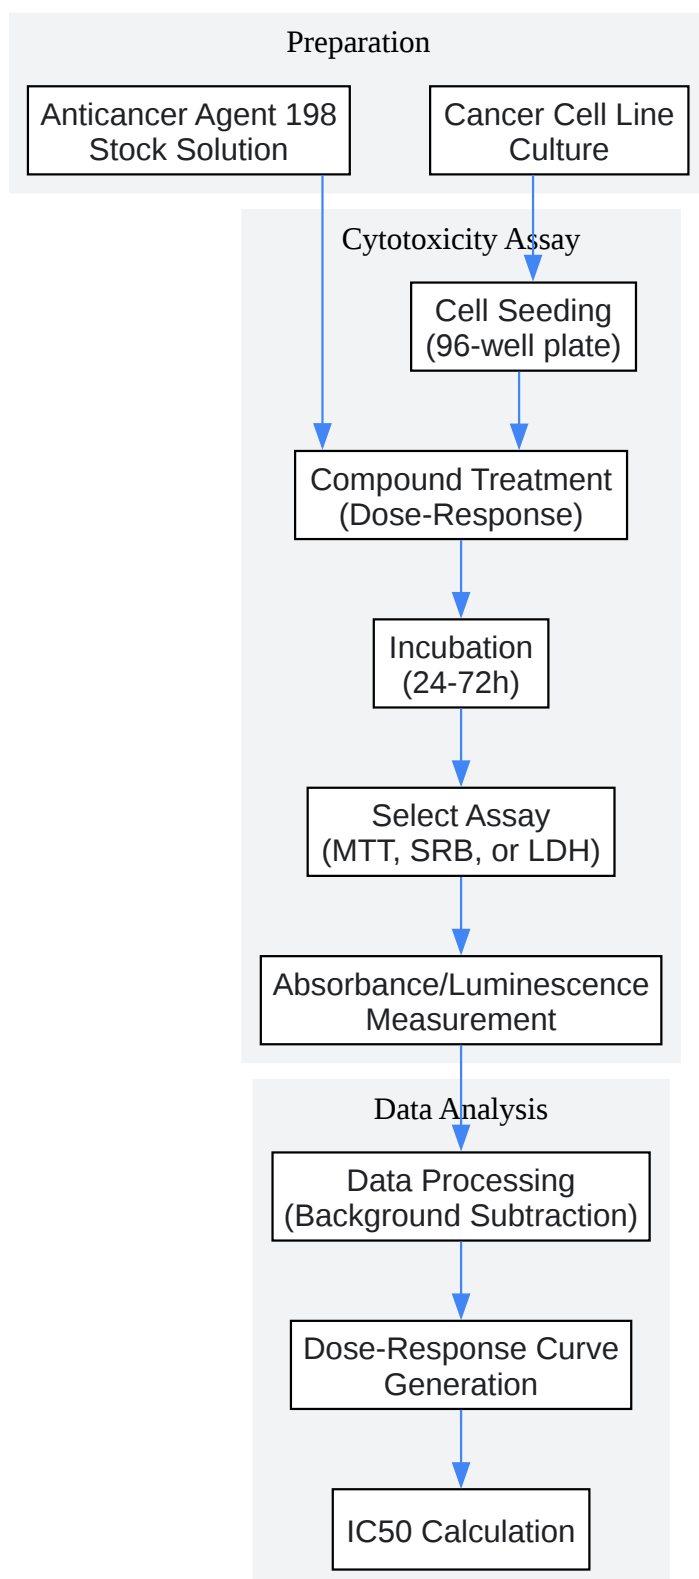 Preparation
Anticancer Agent 198
Stock Solution
Cancer Cell Line
Culture
Cytotoxicity Assay
Cell Seeding
(96-well plate)
Compound Treatment
(Dose-Response)
Incubation
(24-72h)
Select Assay
(MTT, SRB, or LDH)
Absorbance/Luminescence
Measurement
Data Analysis
Data Processing
(Background Subtraction)
Dose-Response Curve
Generation
IC50 Calculation